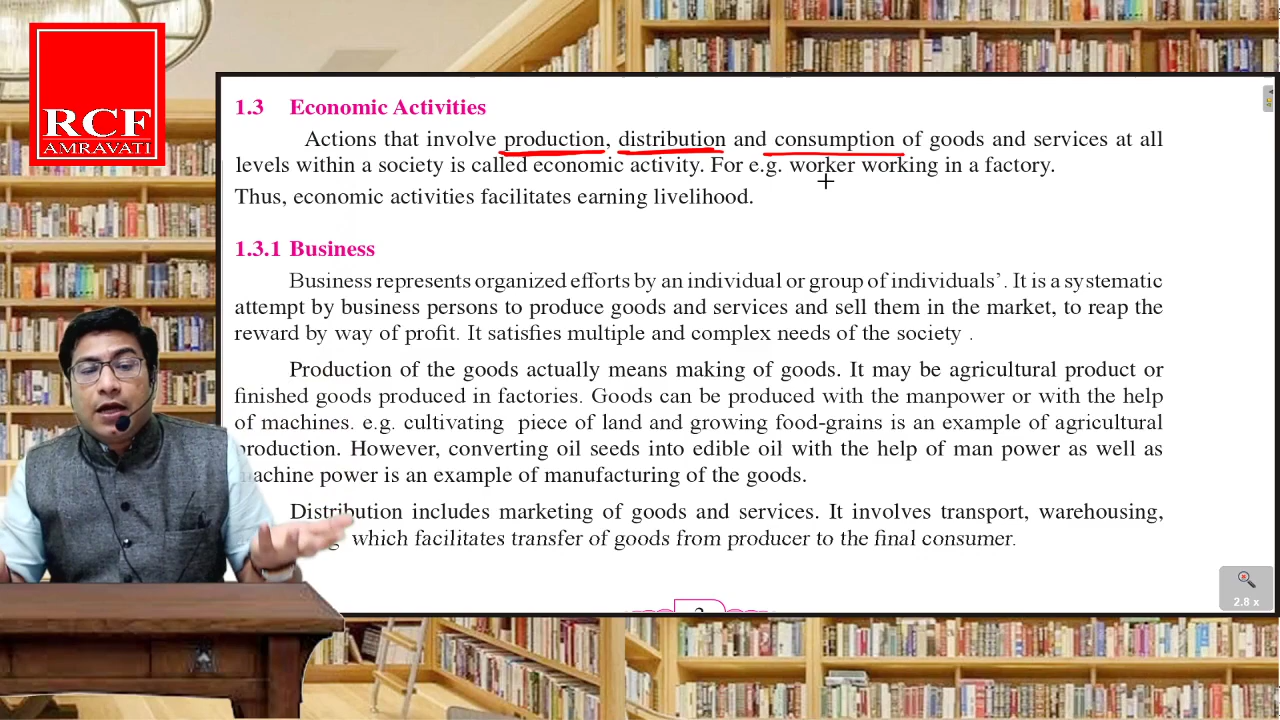 RCF
AMRAVATI
1.3 Economic Activities
Actions that involve production, distribution and consumption of goods and services at all
levels within a society is called economic activity. For e.g. worker working in a factory.
Thus, economic activities facilitates earning livelihood.
1.3.1 Business
Business represents organized efforts by an individual or group of individuals’. It is a systematic
attempt by business persons to produce goods and services and sell them in the market, to reap the
reward by way of profit. It satisfies multiple and complex needs of the society .
Production of the goods actually means making of goods. It may be agricultural product or
finished goods produced in factories. Goods can be produced with the manpower or with the help
of machines. e.g. cultivating piece of land and growing food-grains is an example of agricultural
production. However, converting oil seeds into edible oil with the help of man power as well as
machine power is an example of manufacturing of the goods.
Distribution includes marketing of goods and services. It involves transport, warehousing,
which facilitates transfer of goods from producer to the final consumer.
2.8 x